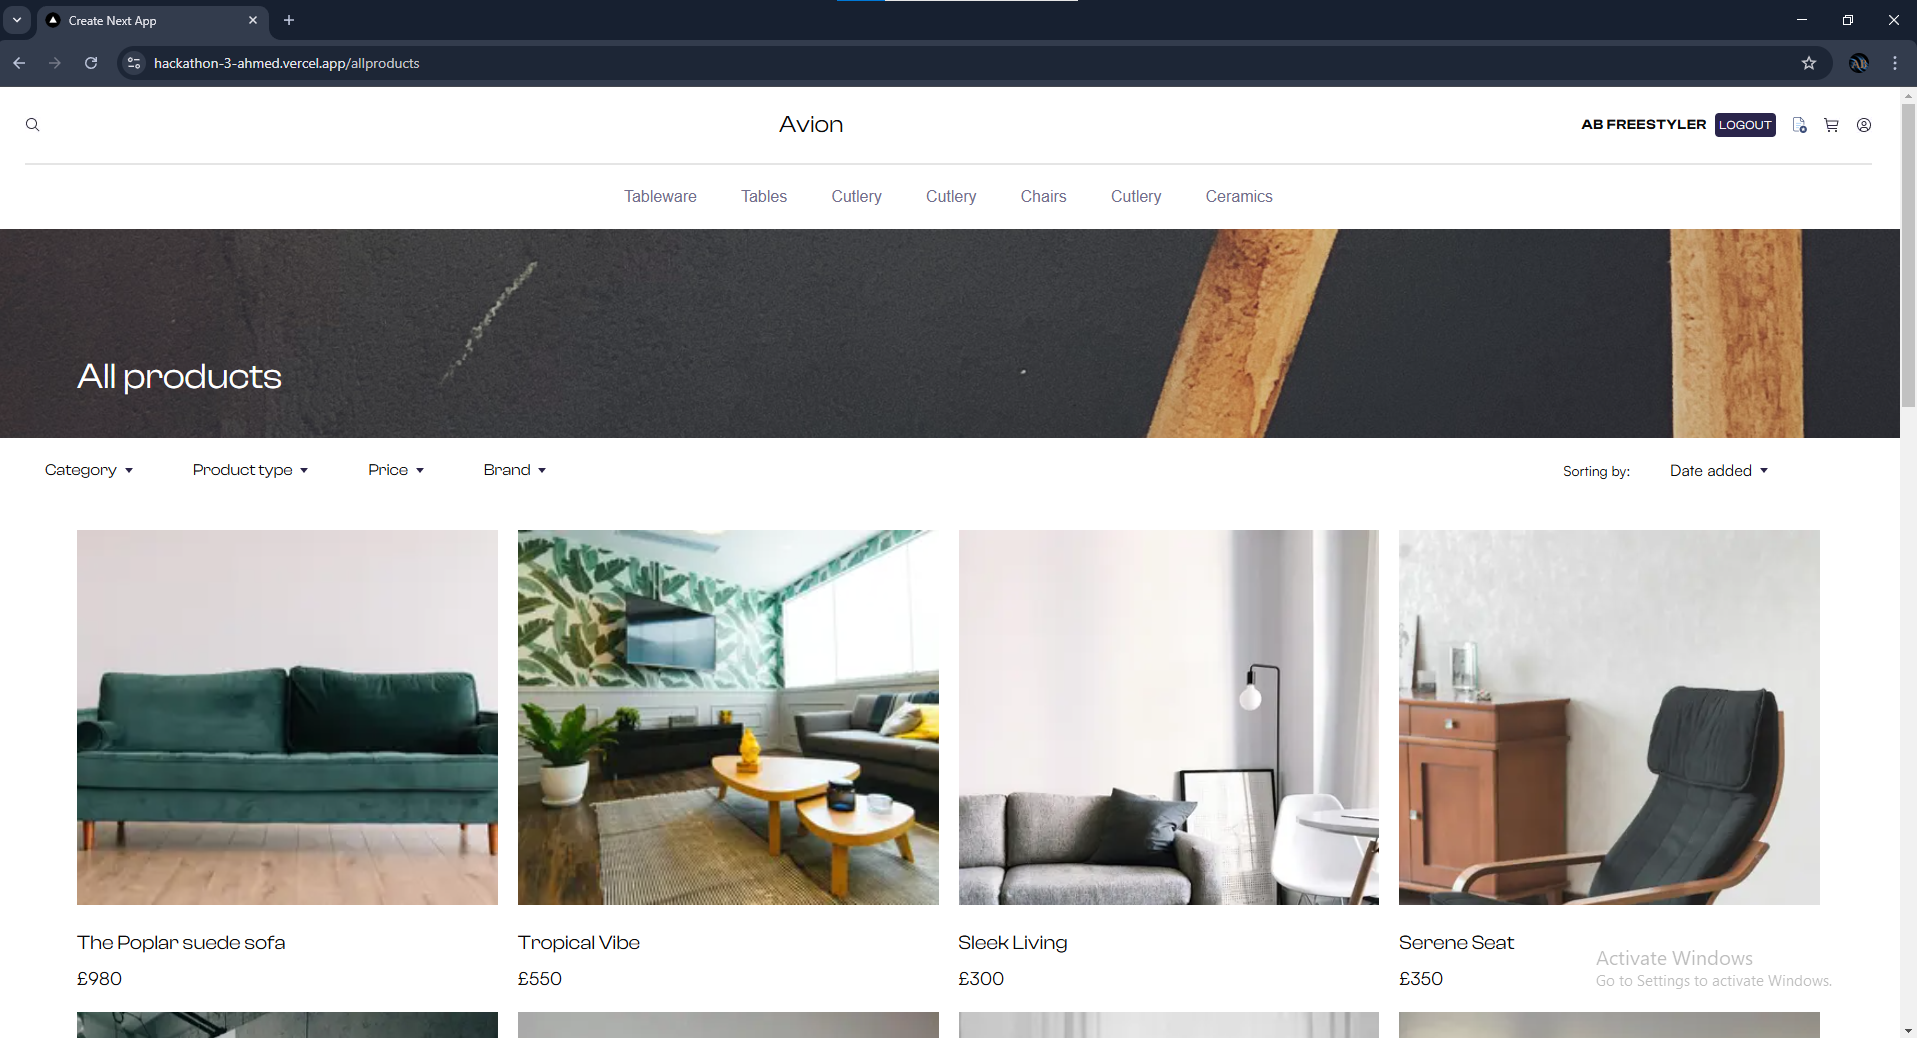 Create Next App
hackathon-3-ahmed.vercel.app/allproducts
Avion
AB FREESTYLER LOGOUT
Tableware Tables Cutlery Cutlery Chairs Cutlery Ceramics
All products
Category Product type Price Brand Sorting by: Date added
The Poplar suede sofa Tropical Vibe Sleek Living Serene Seat
£980 £550 £300 £350
Activate Windows
Go to Settings to activate Windows.